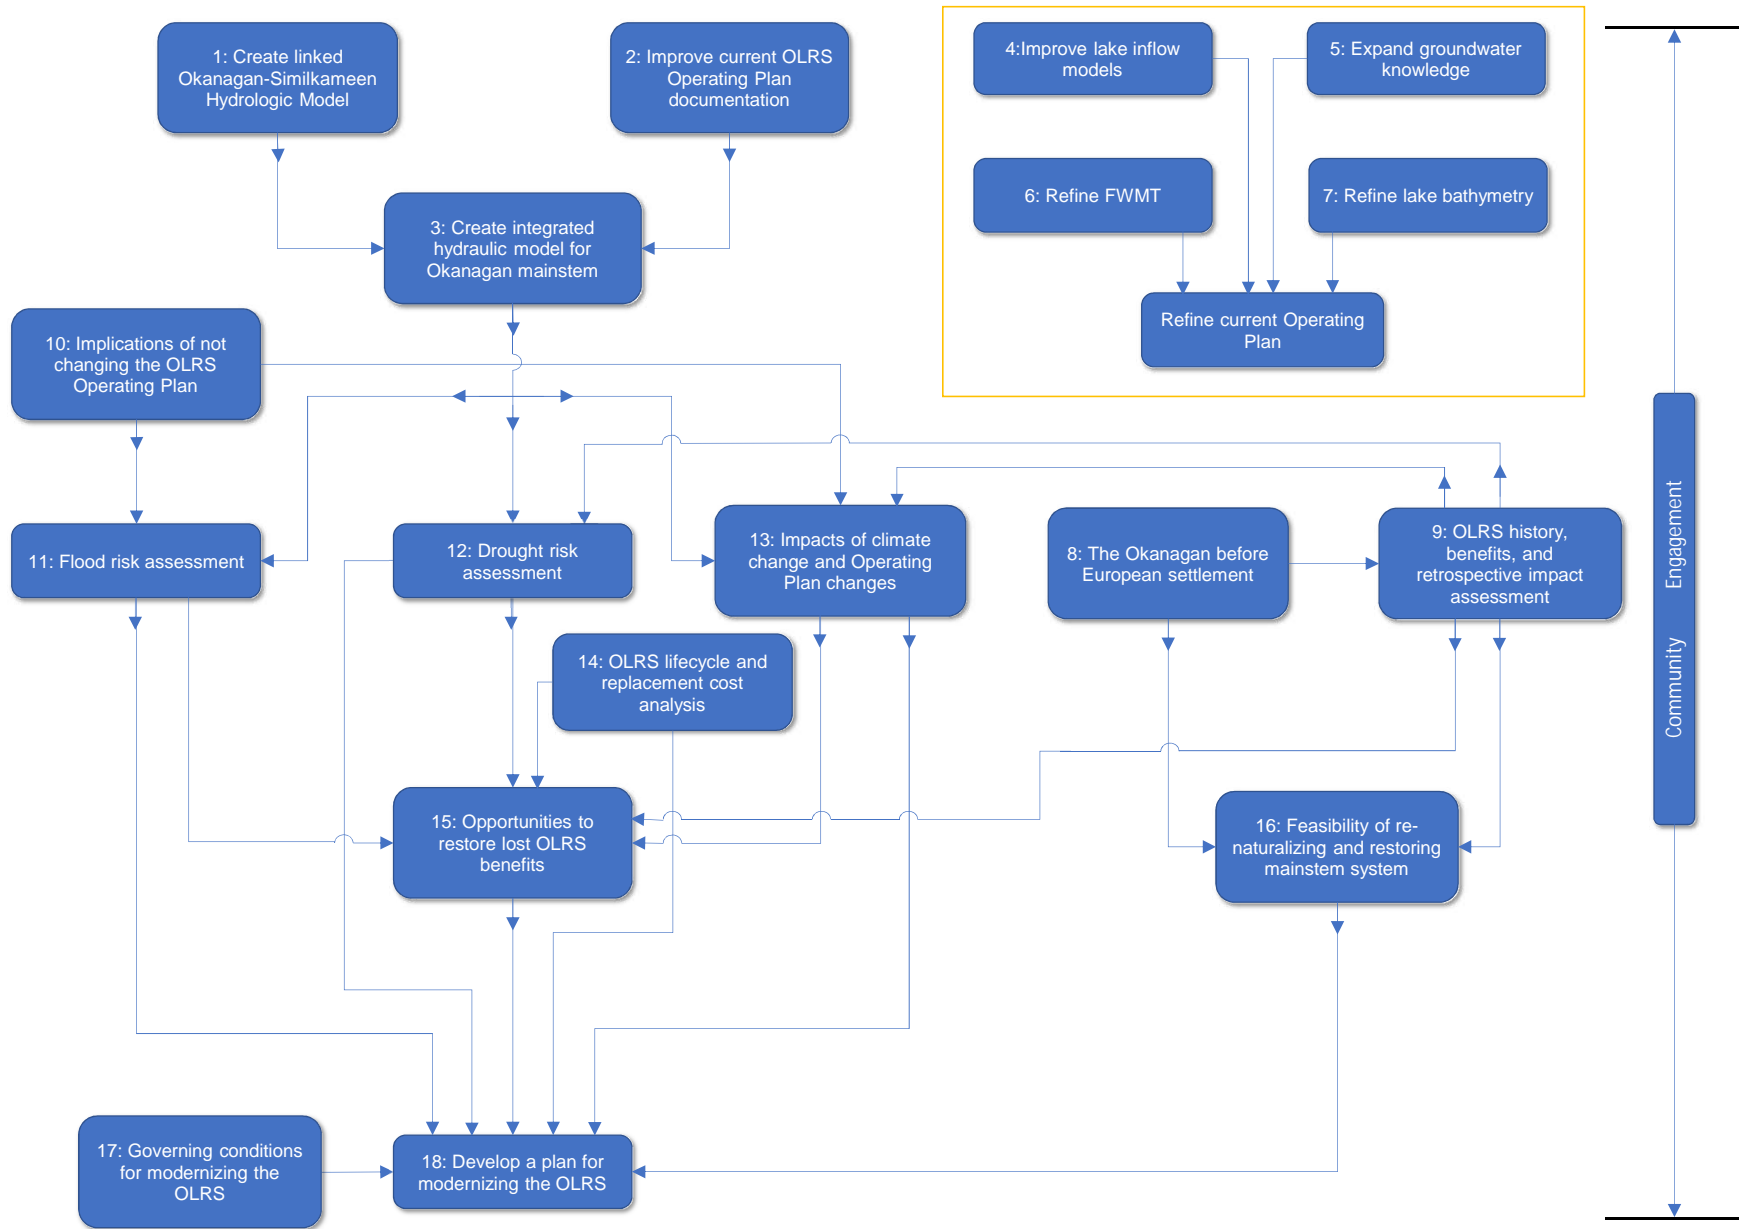 1: Create linked
Okanagan-Similkameen
Hydrologic Model
2: Improve current OLRS
Operating Plan
documentation
4:Improve lake inflow
models
5: Expand groundwater
knowledge
6: Refine FWMT
7: Refine lake bathymetry
3: Create integrated
hydraulic model for
Okanagan mainstem
Refine current Operating
Plan
10: Implications of not
changing the OLRS
Operating Plan
11: Flood risk assessment
12: Drought risk
assessment
13: Impacts of climate
change and Operating
Plan changes
8: The Okanagan before
European settlement
9: OLRS history,
benefits, and
retrospective impact
assessment
Community Engagement
14: OLRS lifecycle and
replacement cost
analysis
15: Opportunities to
restore lost OLRS
benefits
16: Feasibility of re-
naturalizing and restoring
mainstem system
17: Governing conditions
for modernizing the
OLRS
18: Develop a plan for
modernizing the OLRS